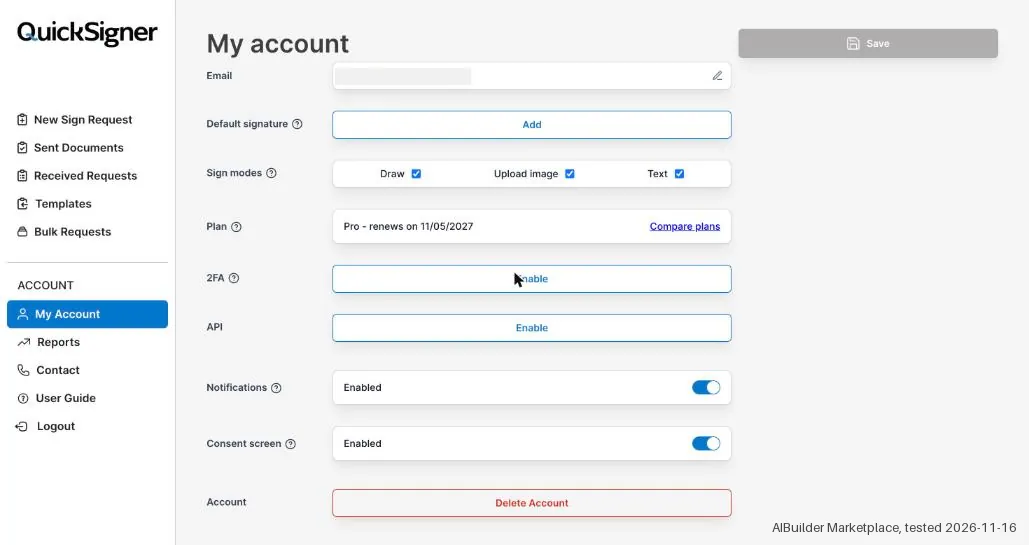 QuickSigner
New Sign Request
Sent Documents
Received Requests
Templates
Bulk Requests
ACCOUNT
My Account
Reports
Contact
User Guide
Logout
My account
Save
Email
Default signature
Add
Sign modes
Draw
Upload image
Text
Plan
Pro - renews on 11/05/2027
Compare plans
2FA
nable
API
Enable
Notifications
Enabled
Consent screen
Enabled
Account
Delete Account
AIBuilder Marketplace, tested 2026-11-16